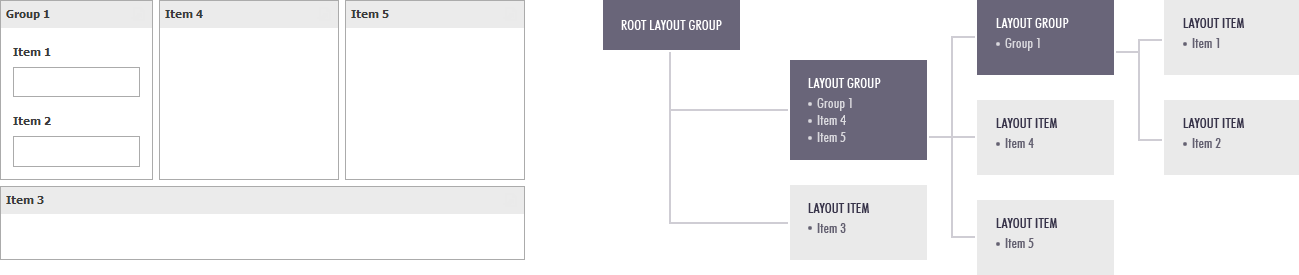 Group 1
Item 4
Item 5
Item 1
Item 2
Item 3
ROOT LAYOUT GROUP
LAYOUT GROUP
• Group 1
• Item 4
• Item 5
LAYOUT ITEM
• Item 3
LAYOUT GROUP
• Group 1
LAYOUT ITEM
• Item 4
LAYOUT ITEM
• Item 5
LAYOUT ITEM
• Item 1
LAYOUT ITEM
• Item 2